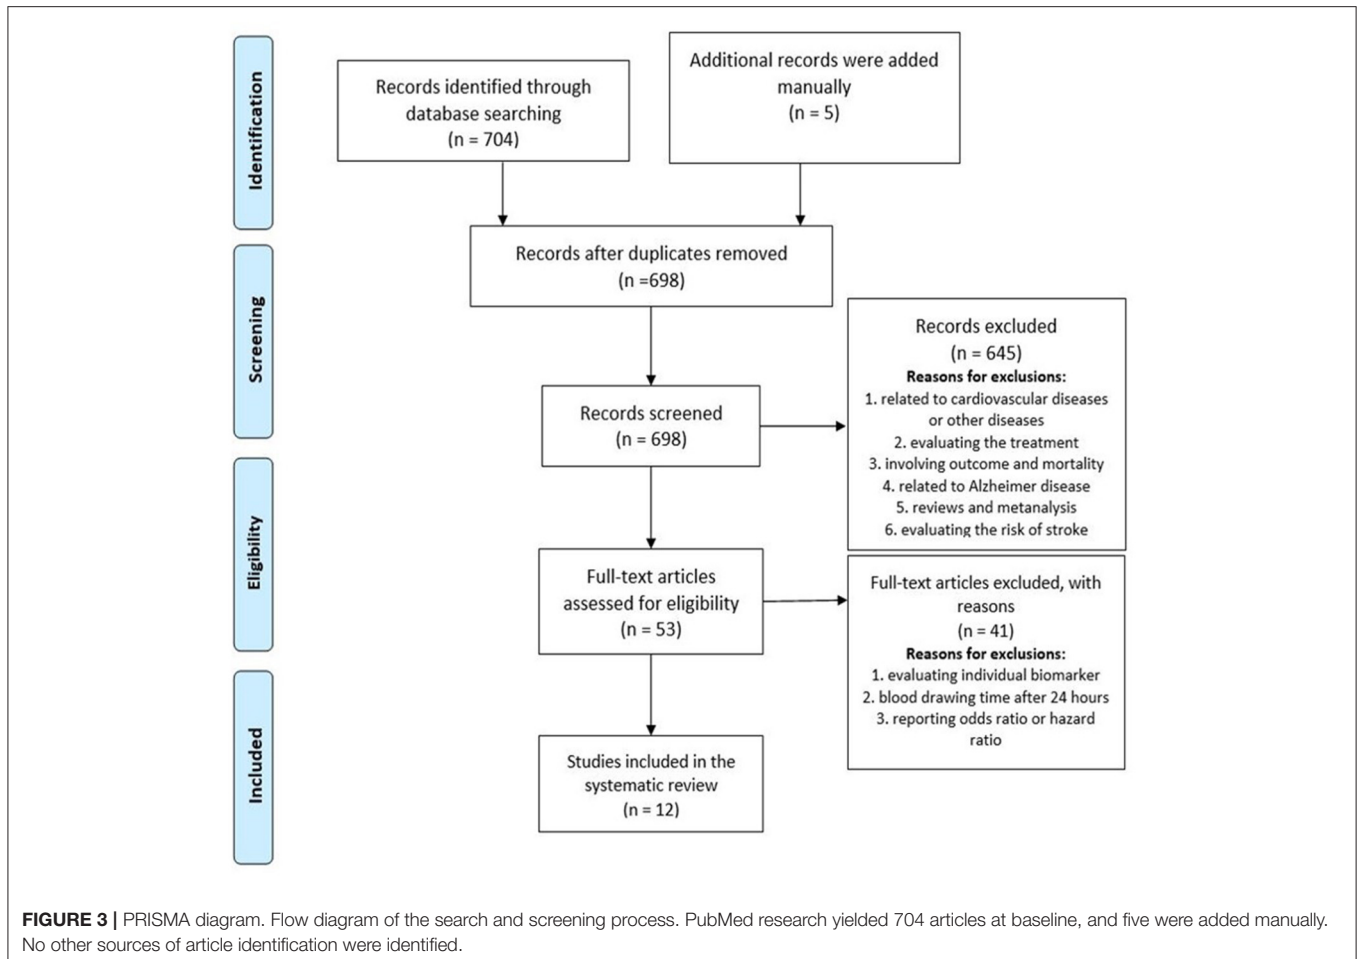 Identification
Records identified through
database searching
(n = 704)
Additional records were added
manually
(n = 5)
Records after duplicates removed
(n =698)
Screening
Records screened
(n = 698)
Records excluded
(n = 645)
Reasons for exclusions:
1. related to cardiovascular diseases
or other diseases
2. evaluating the treatment
3. involving outcome and mortality
4. related to Alzheimer disease
5. reviews and metanalysis
6. evaluating the risk of stroke
Eligibility
Full-text articles
assessed for eligibility
(n = 53)
Full-text articles excluded, with
reasons
(n = 41)
Reasons for exclusions:
1. evaluating individual biomarker
2. blood drawing time after 24 hours
3. reporting odds ratio or hazard
ratio
Included
Studies included in the
systematic review
(n = 12)
FIGURE 3 | PRISMA diagram. Flow diagram of the search and screening process. PubMed research yielded 704 articles at baseline, and five were added manually.
No other sources of article identification were identified.